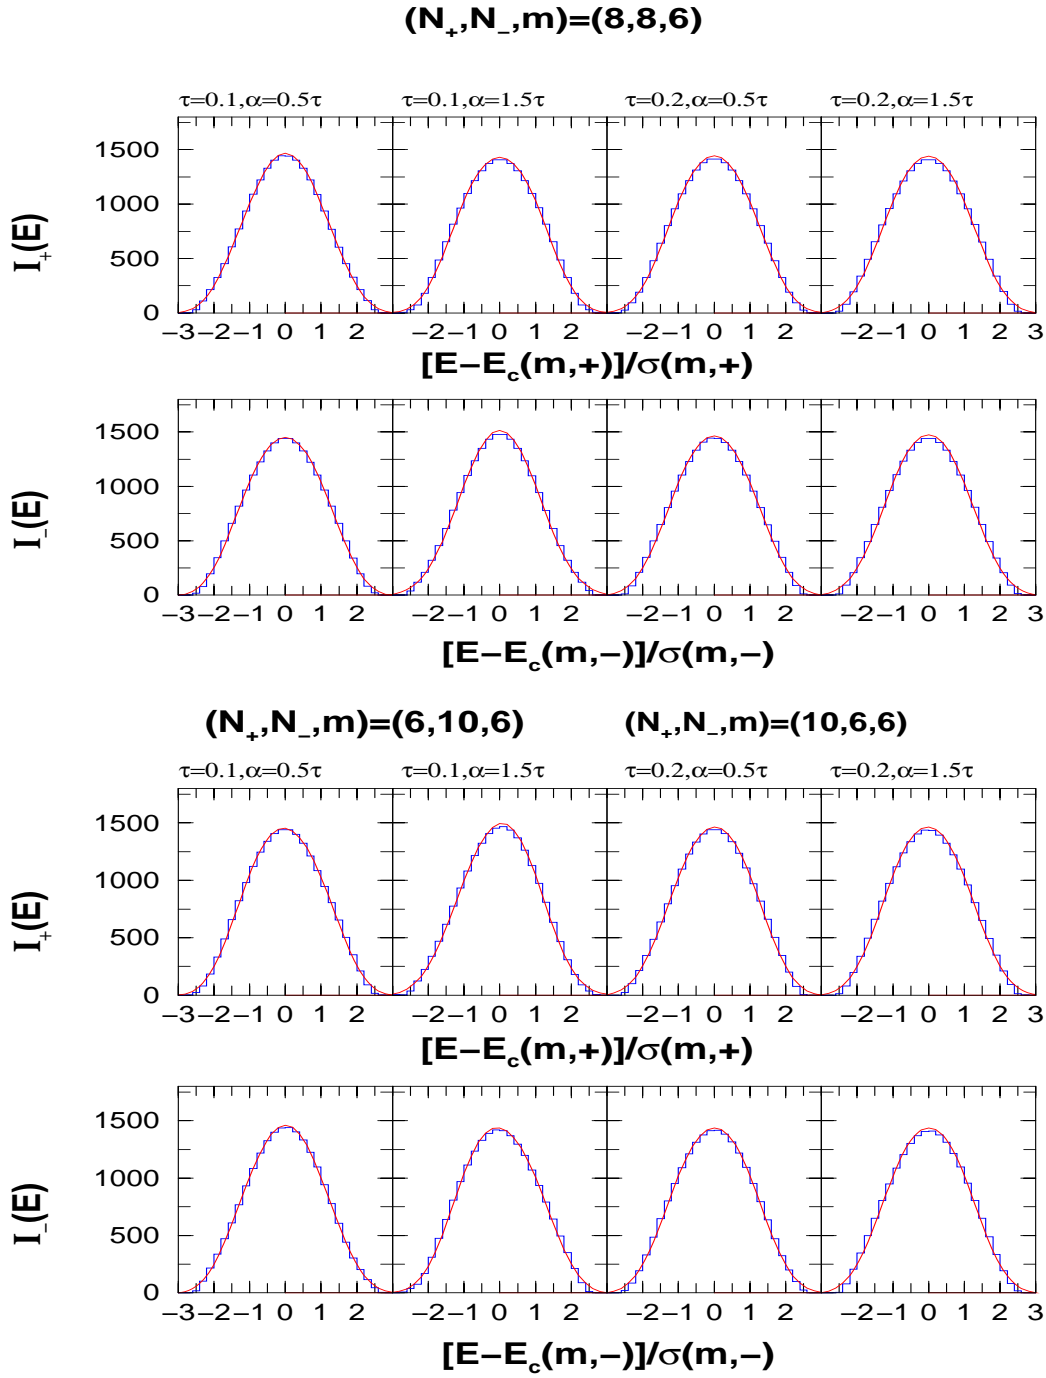 (N₊,N₋,m)=(8,8,6)
τ=0.1,α=0.5τ τ=0.1,α=1.5τ τ=0.2,α=0.5τ τ=0.2,α=1.5τ
1500
1000
500
0
I₊(E)
−3 −2 −1 0 1 2 −2 −1 0 1 2 −2 −1 0 1 2 −2 −1 0 1 2 3
[E−E_c(m,+)]/σ(m,+)
1500
1000
500
0
I₋(E)
−3 −2 −1 0 1 2 −2 −1 0 1 2 −2 −1 0 1 2 −2 −1 0 1 2 3
[E−E_c(m,−)]/σ(m,−)
(N₊,N₋,m)=(6,10,6) (N₊,N₋,m)=(10,6,6)
τ=0.1,α=0.5τ τ=0.1,α=1.5τ τ=0.2,α=0.5τ τ=0.2,α=1.5τ
1500
1000
500
0
I₊(E)
−3 −2 −1 0 1 2 −2 −1 0 1 2 −2 −1 0 1 2 −2 −1 0 1 2 3
[E−E_c(m,+)]/σ(m,+)
1500
1000
500
0
I₋(E)
−3 −2 −1 0 1 2 −2 −1 0 1 2 −2 −1 0 1 2 −2 −1 0 1 2 3
[E−E_c(m,−)]/σ(m,−)